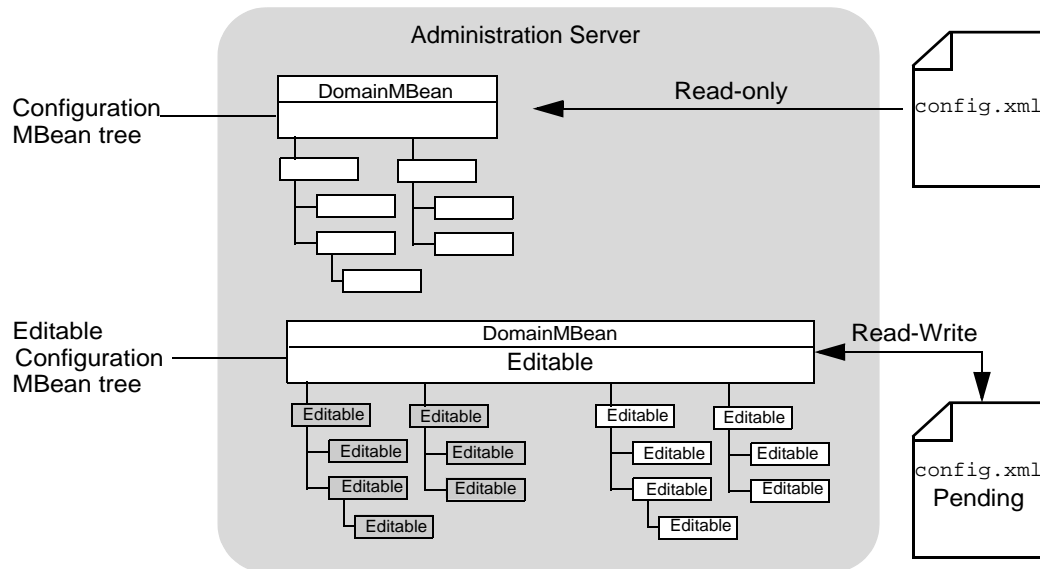 Administration Server
DomainMBean
Read-only
config.xml
Configuration
MBean tree
Editable
Configuration
MBean tree
DomainMBean
Editable
Read-Write
Editable
Editable
Editable
Editable
Editable
Editable
Editable
Editable
Editable
Editable
Editable
Editable
Editable
Editable
config.xml
Pending